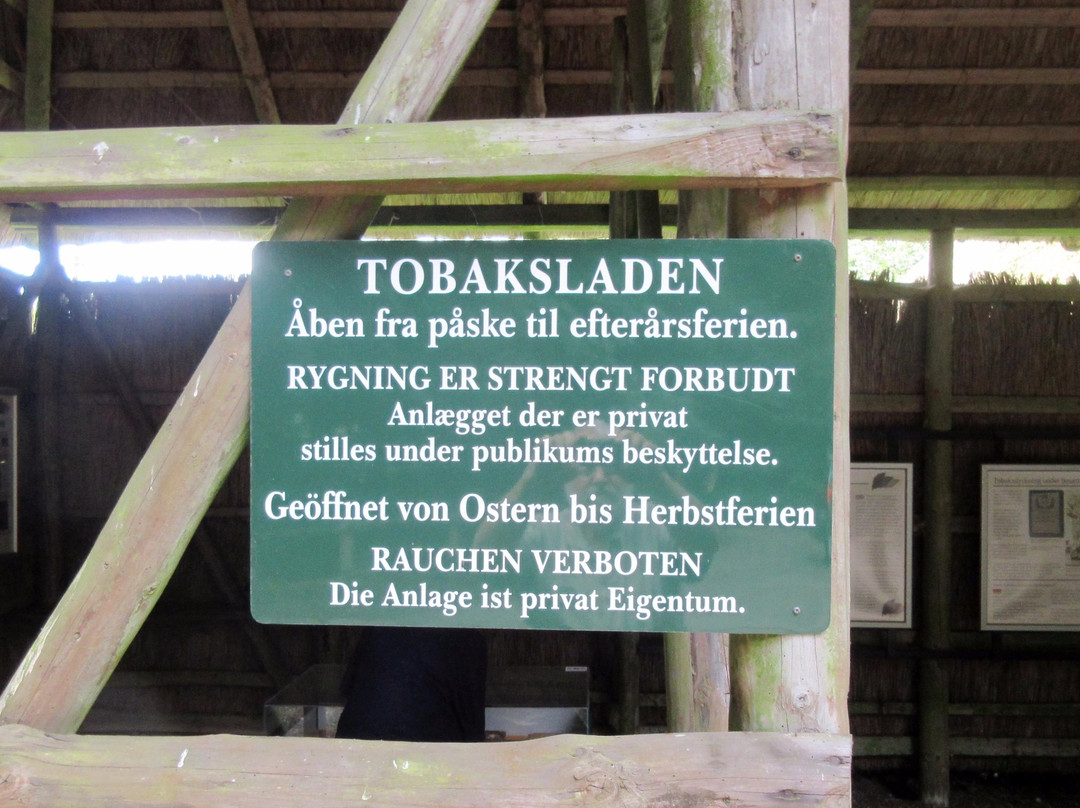 TOBAKSLADEN
Åben fra påske til efterårsferien.
RYGNING ER STRENGT FORBUDT
Anlægget der er privat
stilles under publikums beskyttelse.
Geöffnet von Ostern bis Herbstferien
RAUCHEN VERBOTEN
Die Anlage ist privat Eigentum.